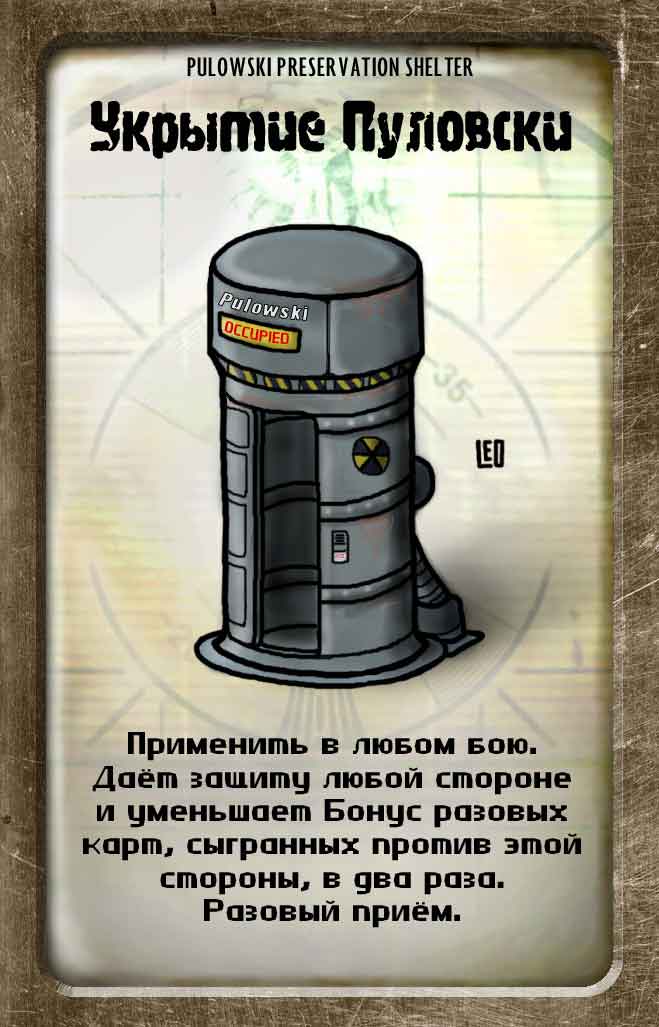 PULOWSKI PRESERVATION SHELTER
Укрытие Пуловски
Pulowski
OCCUPIED
35
LEO
Применить в любом бою.
Даёт защиту любой стороне
и уменьшает Бонус разовых
карт, сыгранных против этой
стороны, в два раза.
Разовый приём.